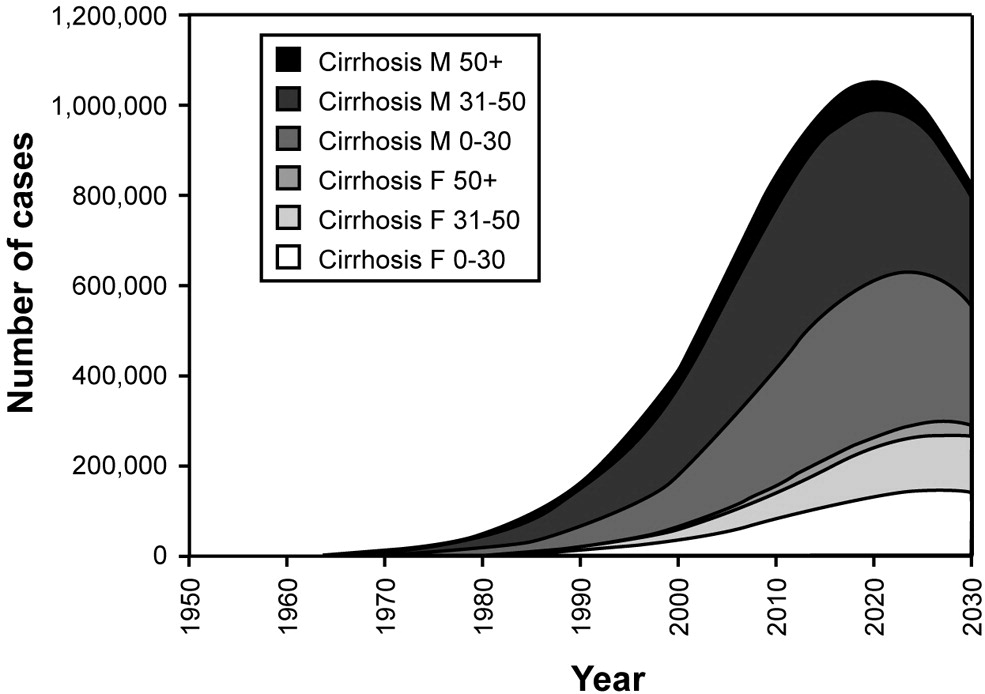 1,200,000
1,000,000
800,000
600,000
400,000
200,000
0
Number of cases
Cirrhosis M 50+
Cirrhosis M 31-50
Cirrhosis M 0-30
Cirrhosis F 50+
Cirrhosis F 31-50
Cirrhosis F 0-30
1950
1960
1970
1980
1990
2000
2010
2020
2030
Year